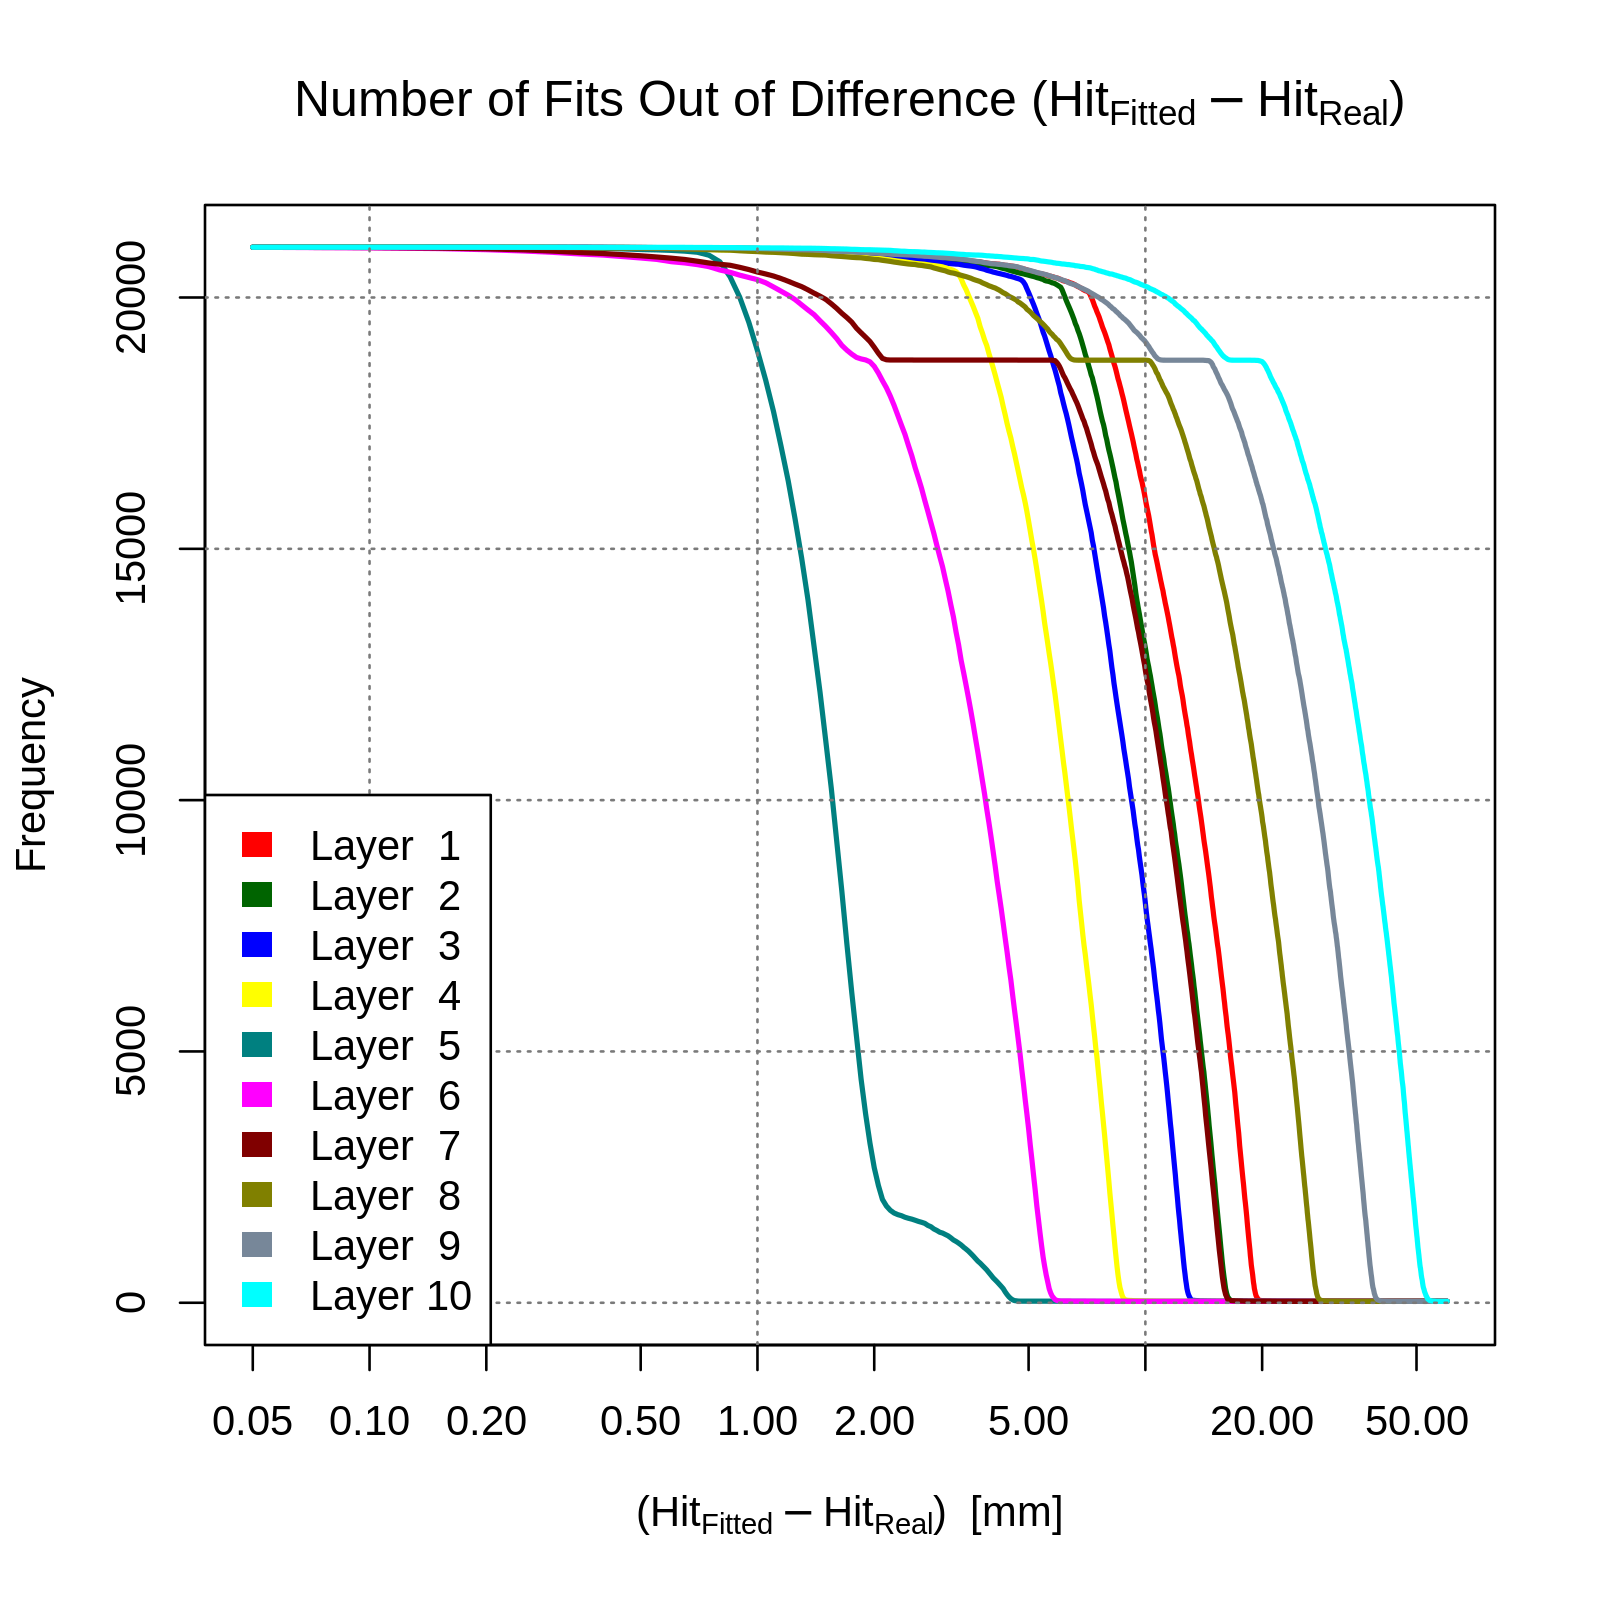 Number of Fits Out of Difference (HitFitted − HitReal)
Frequency
20000
15000
10000
5000
0
Layer 1
Layer 2
Layer 3
Layer 4
Layer 5
Layer 6
Layer 7
Layer 8
Layer 9
Layer 10
0.05 0.10 0.20 0.50 1.00 2.00 5.00 20.00 50.00
(HitFitted − HitReal) [mm]